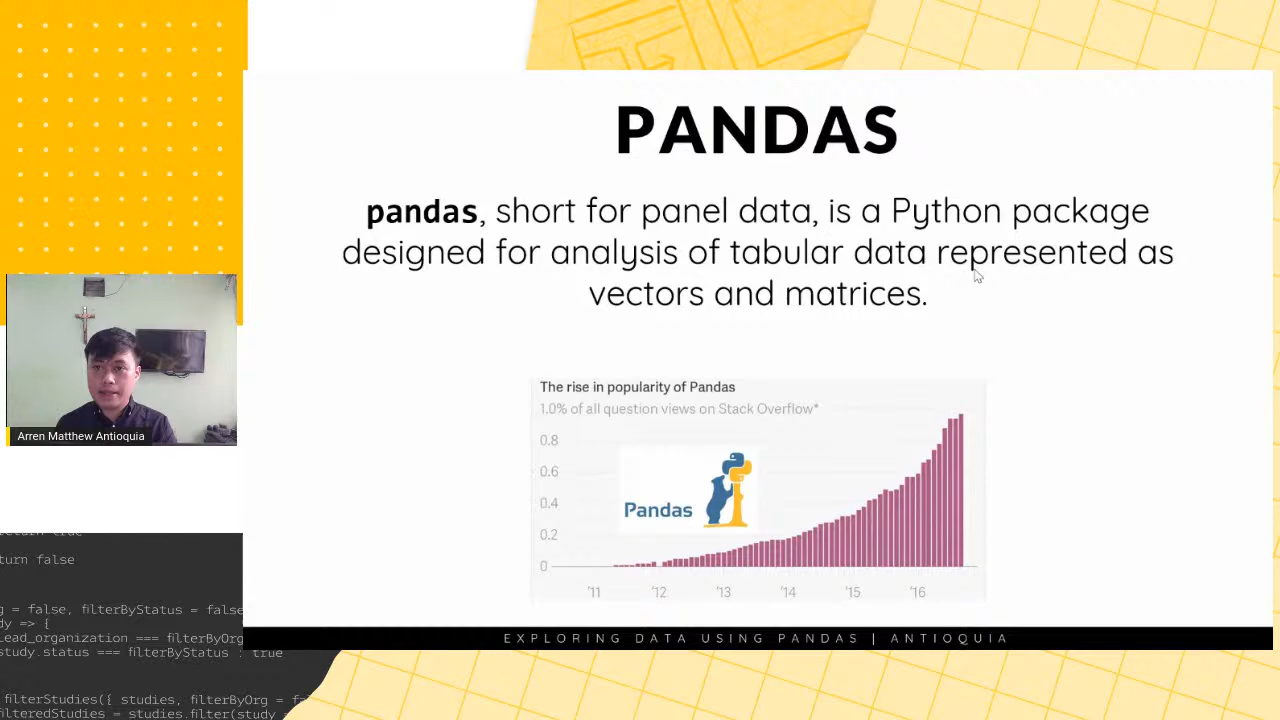 PANDAS
pandas, short for panel data, is a Python package
designed for analysis of tabular data represented as
vectors and matrices.
The rise in popularity of Pandas
1.0% of all question views on Stack Overflow*
0.8
0.6
0.4
0.2
0
Pandas
'11 '12 '13 '14 '15 '16
EXPLORING DATA USING PANDAS | ANTIOQUIA
Arren Matthew Antioquia
return true
turn false
g = false, filterByStatus = false
dy => {
lead_organization === filterByOrg
study.status === filterByStatus : true
filterStudies({ studies, filterByOrg = f
filteredStudies = studies.filter(study